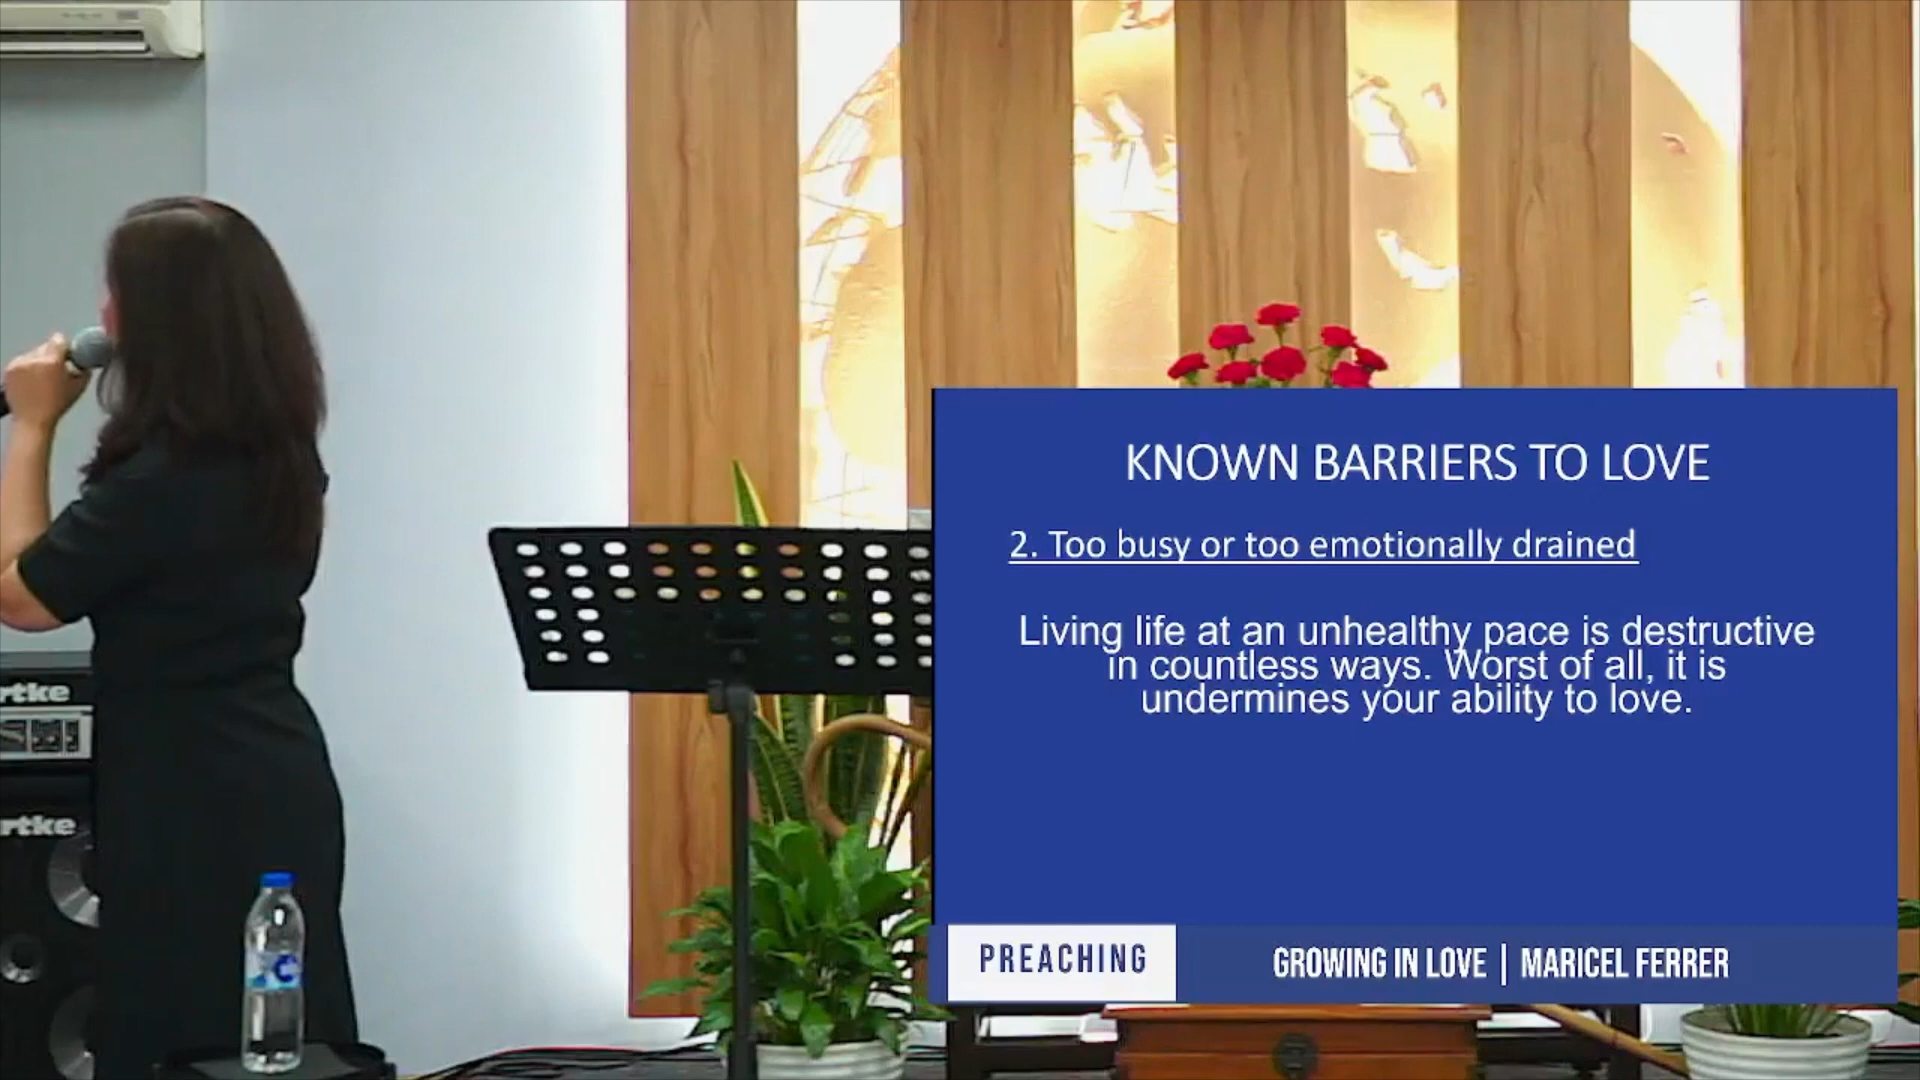 KNOWN BARRIERS TO LOVE
2. Too busy or too emotionally drained
Living life at an unhealthy pace is destructive
in countless ways. Worst of all, it is
undermines your ability to love.
PREACHING
GROWING IN LOVE | MARICEL FERRER
rtke
rtke